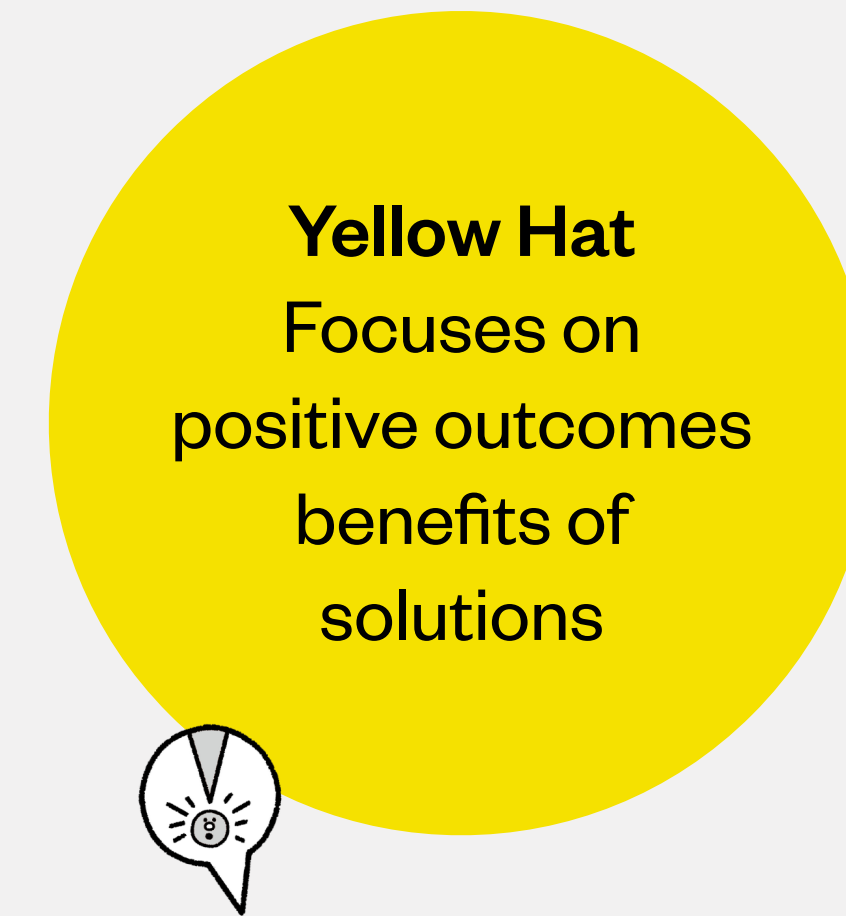 Yellow Hat
Focuses on
positive outcomes
benefits of
solutions